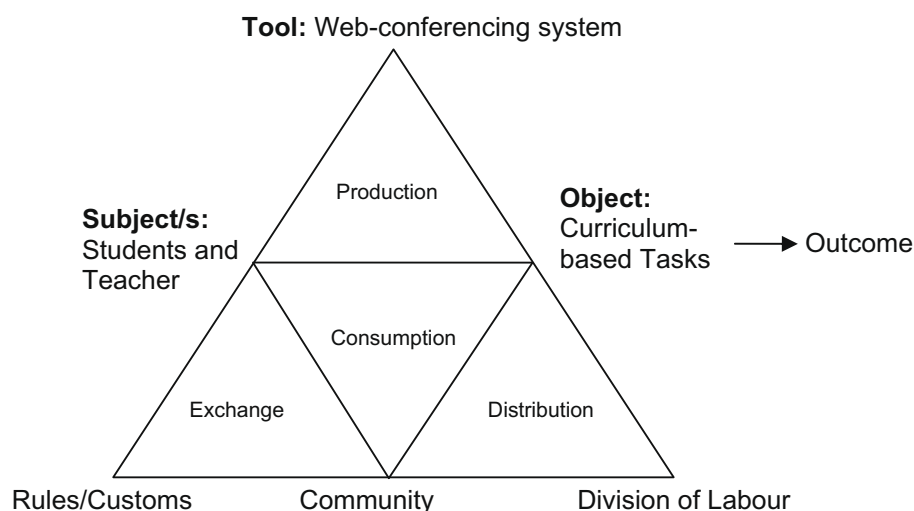 Tool: Web-conferencing system
Production
Subject/s:
Students and
Teacher
Object:
Curriculum-
based Tasks
Outcome
Consumption
Exchange
Distribution
Rules/Customs
Community
Division of Labour